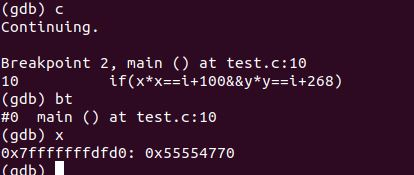 (gdb) c
Continuing.
Breakpoint 2, main () at test.c:10
10          if(x*x==i+100&&y*y==i+268)
(gdb) bt
#0  main () at test.c:10
(gdb) x
0x7fffffffdfd0: 0x55554770
(gdb)